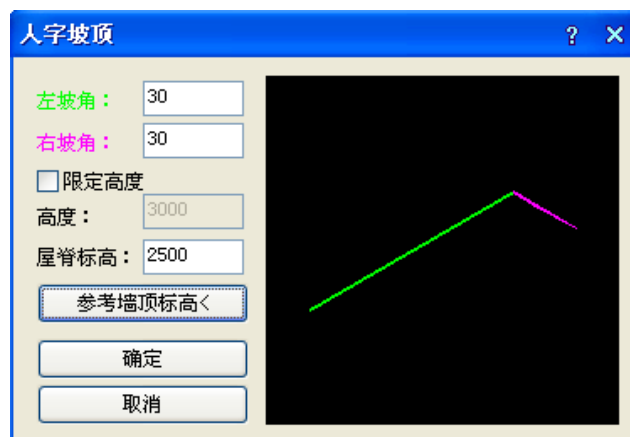 人字坡顶 ? ×
左坡角： 30
右坡角： 30
限定高度
高度： 3000
屋脊标高： 2500
参考墙顶标高<
确定
取消